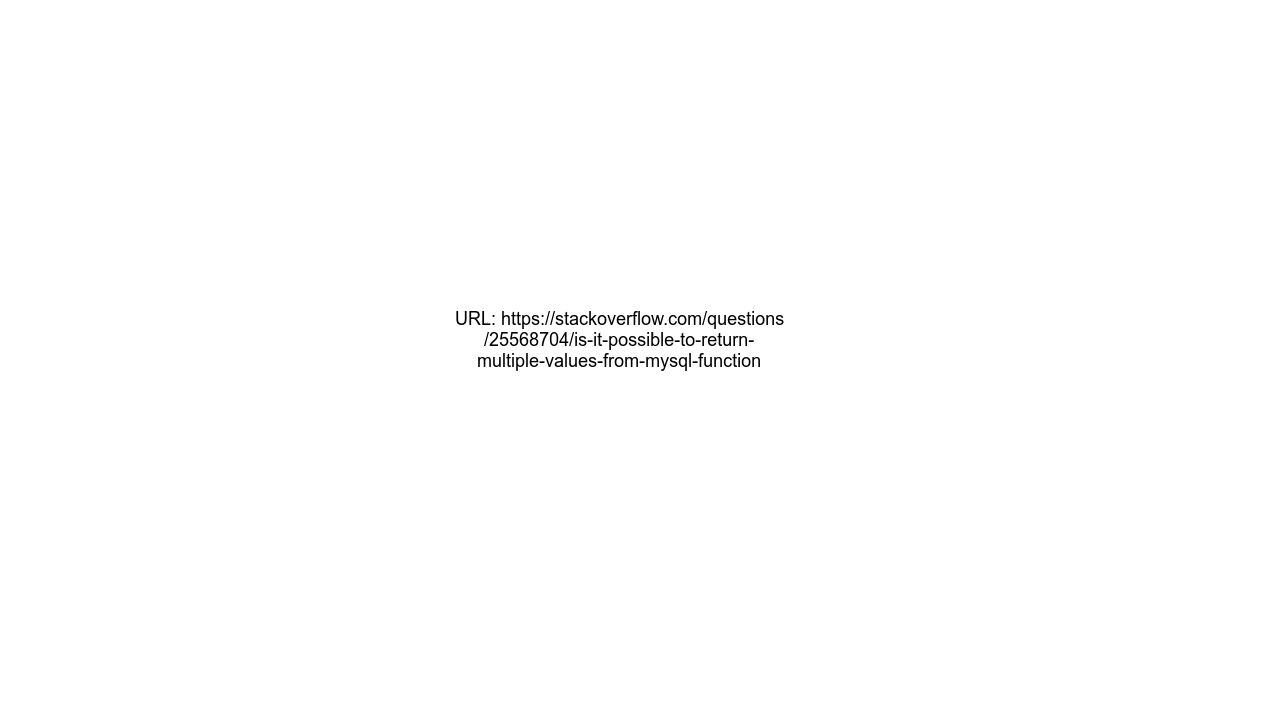 URL: https://stackoverflow.com/questions
/25568704/is-it-possible-to-return-
multiple-values-from-mysql-function